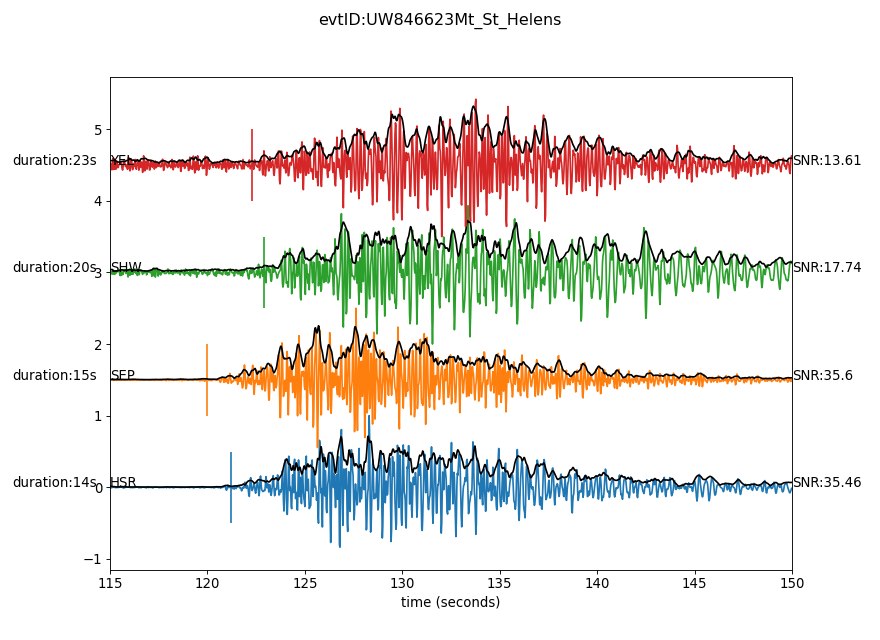 evtID:UW846623Mt_St_Helens
5
duration:23s YEL SNR:13.61
4
duration:20s SHW SNR:17.74
3
2
duration:15s SEP SNR:35.6
1
duration:14s HSR SNR:35.46
0
−1
115 120 125 130 135 140 145 150
time (seconds)